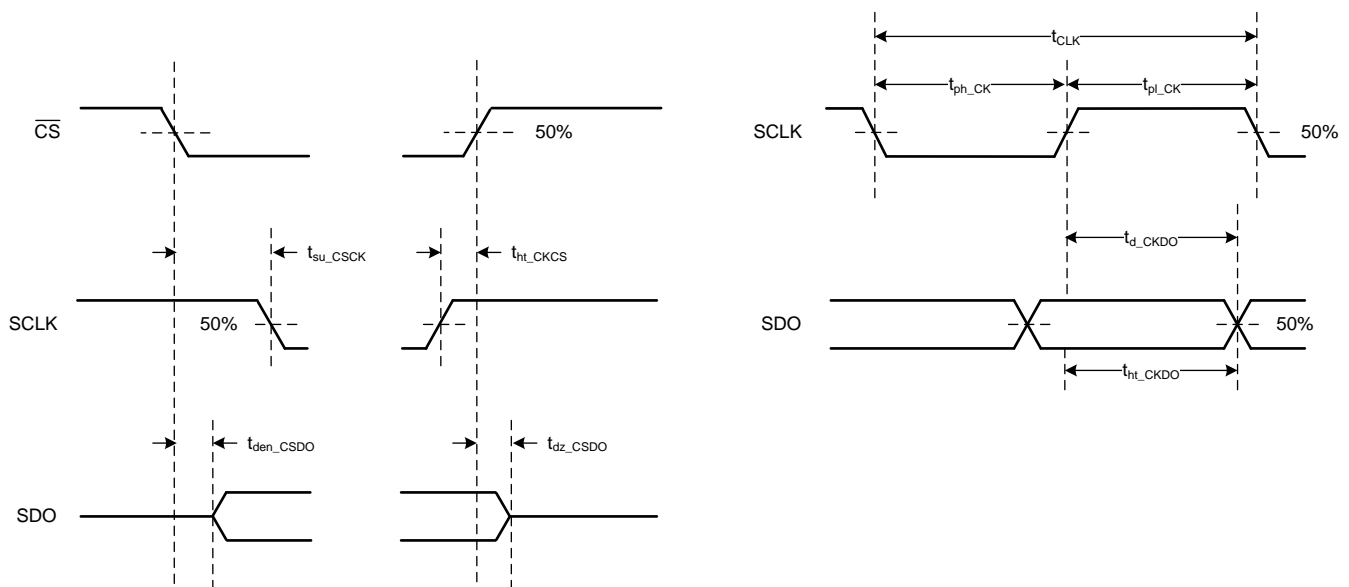 CS
50%
t_su_CSCK
t_ht_CKCS
SCLK
50%
t_den_CSDO
t_dz_CSDO
SDO
t_CLK
t_ph_CK
t_pl_CK
SCLK
50%
t_d_CKDO
SDO
50%
t_ht_CKDO